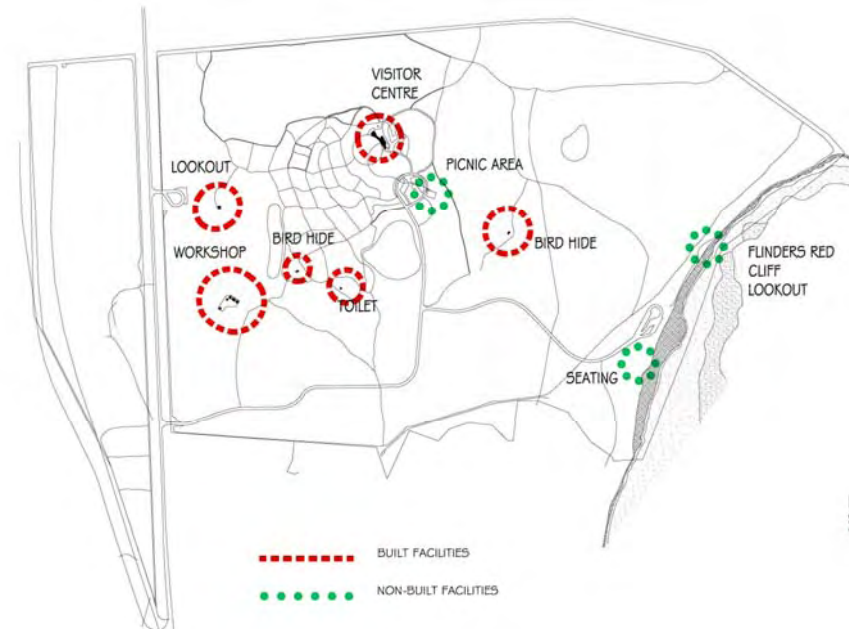 VISITOR
CENTRE
LOOKOUT
PICNIC AREA
BIRD HIDE
WORKSHOP
BIRD HIDE
TOILET
FLINDERS RED
CLIFF
LOOKOUT
SEATING
BUILT FACILITIES
NON-BUILT FACILITIES